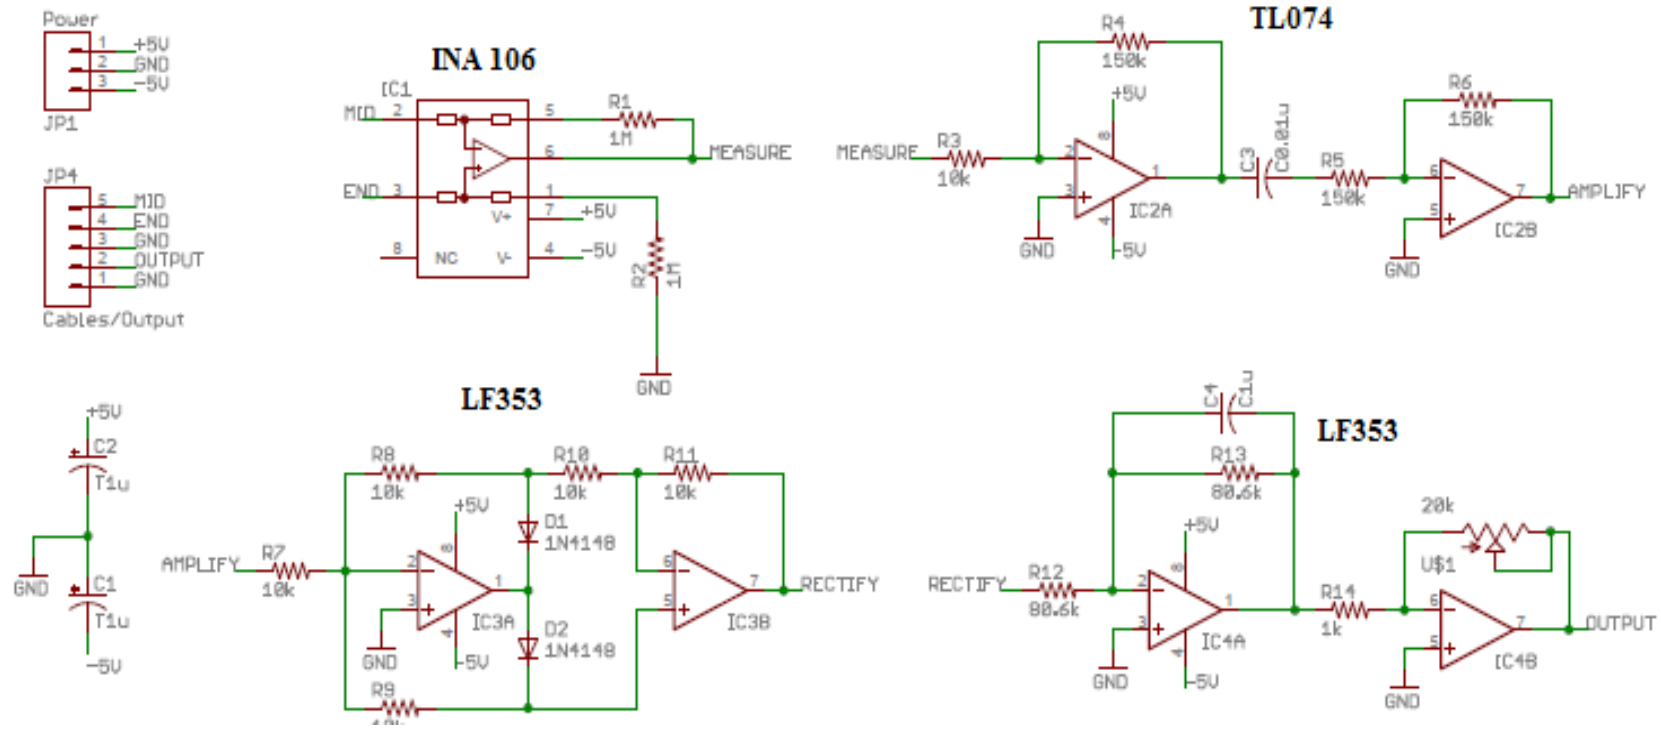 Power
1 +5V
2 GND
3 -5V
JP1
JP4
5 MID
4 END
3 GND
2 OUTPUT
1 GND
Cables/Output
INA 106
IC1
MID 2
5
R1
1M
6
MEASURE
END 3
1
V+ 7 +5V
8 NC
V- 4 -5V
R2
1M
GND
TL074
R4
150k
+5V
8
MEASURE
R3
10k
2
3
1
IC2A
4
-5V
GND
C3
C0.01u
R5
150k
R6
150k
6
5
7
AMPLIFY
IC2B
GND
+5V
C2
T1u
GND
C1
T1u
-5V
LF353
R8
10k
R10
10k
R11
10k
+5V
8
D1
1N4148
AMPLIFY
R7
10k
2
3
1
IC3A
4
-5V
GND
D2
1N4148
R9
6
5
7
RECTIFY
IC3B
LF353
C4
C1u
R13
80.6k
+5V
8
RECTIFY
R12
80.6k
2
3
1
IC4A
4
-5V
GND
20k
U$1
R14
1k
6
5
7
OUTPUT
IC4B
GND